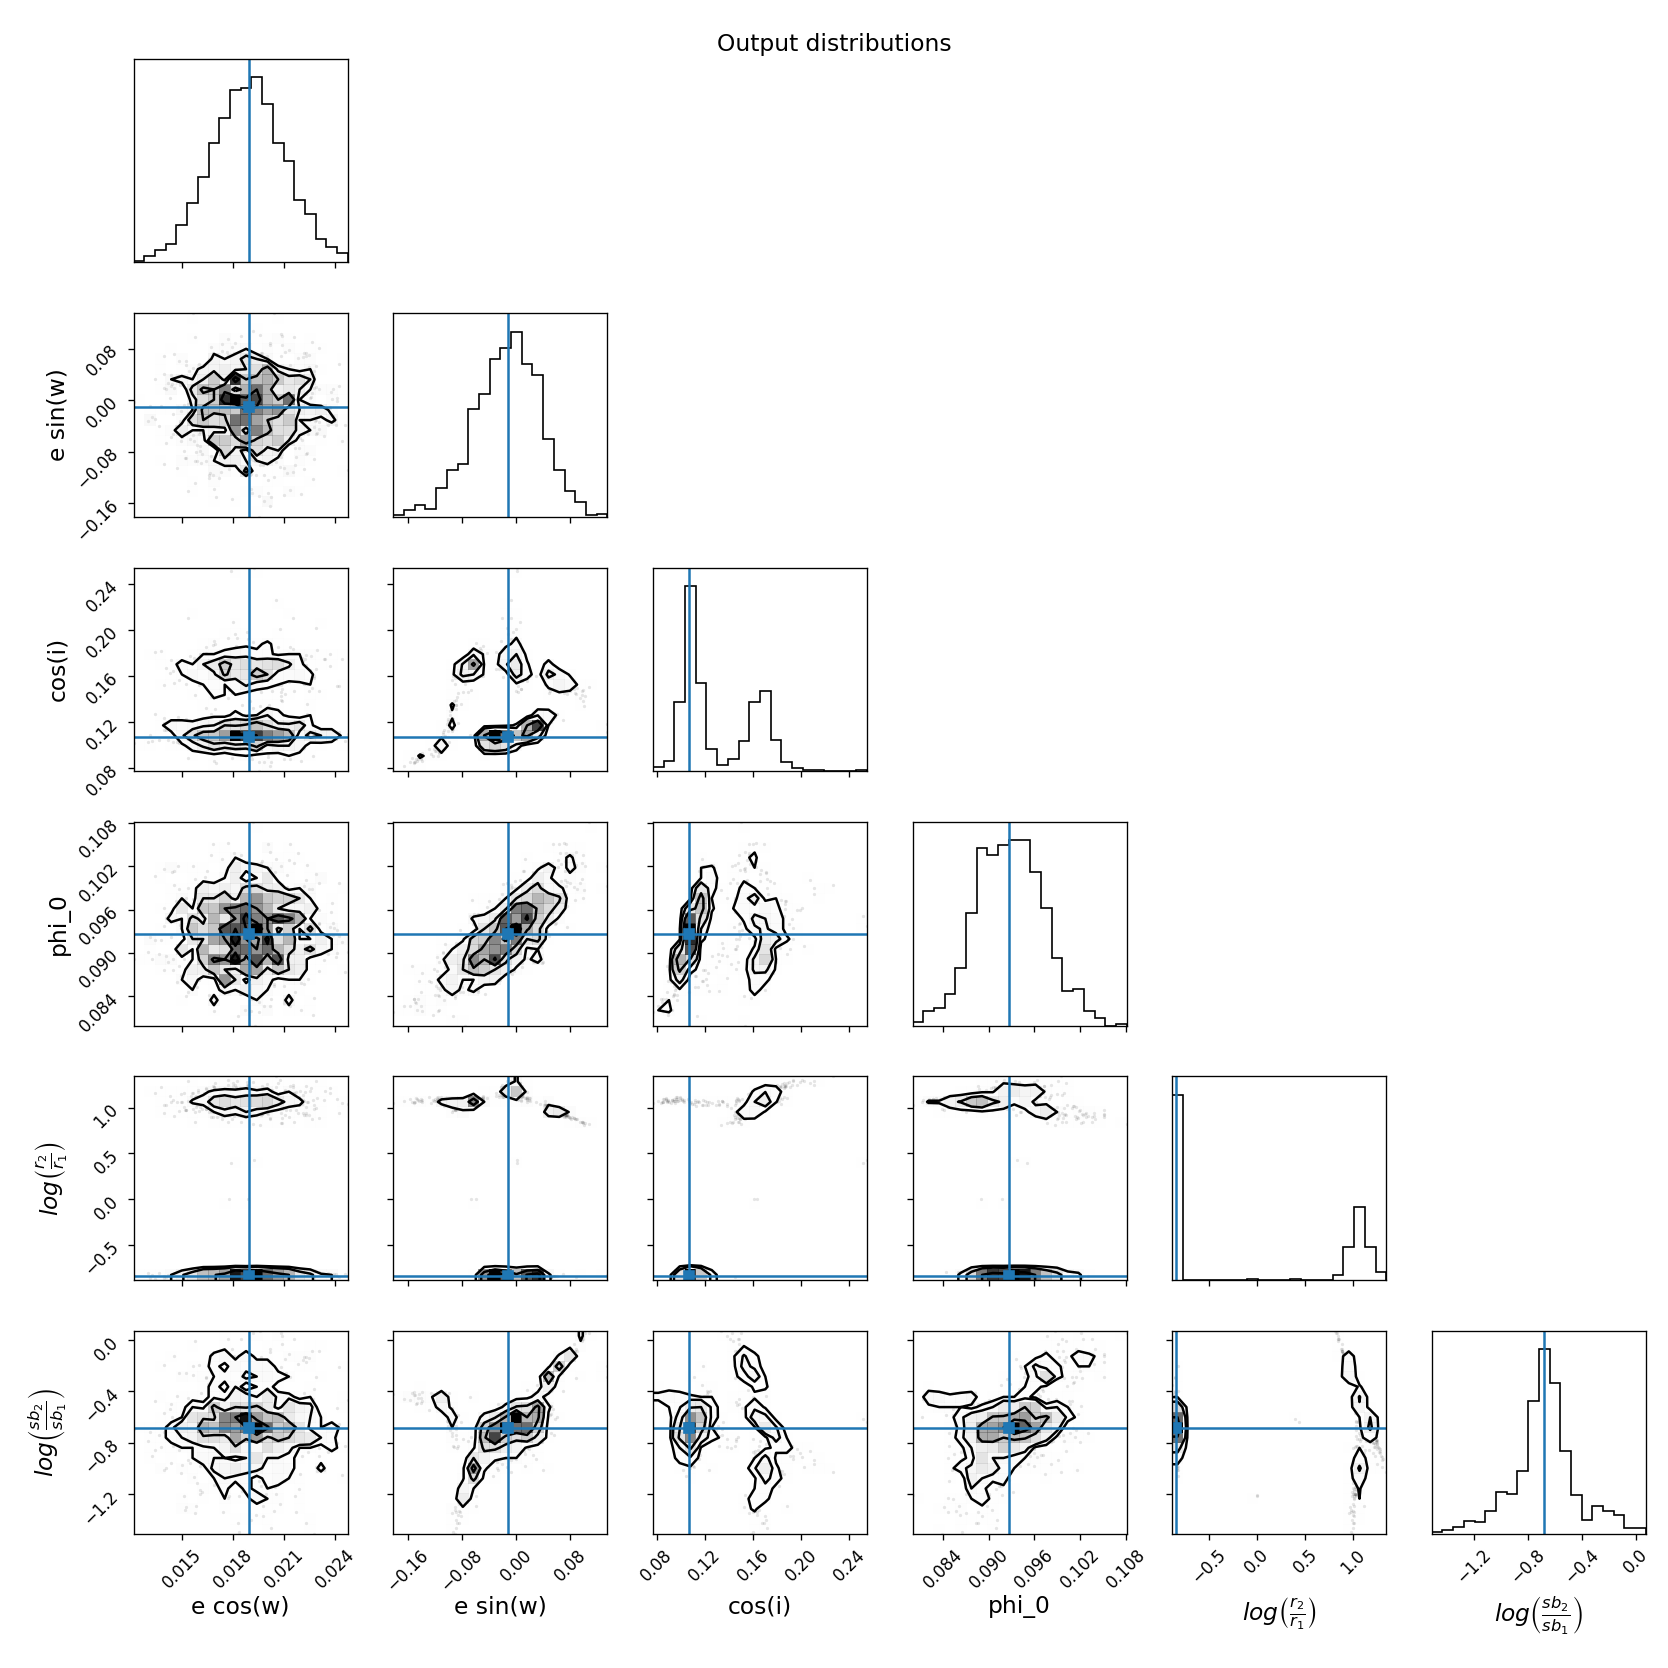 Output distributions
0.08
0.00
−0.08
−0.16
e sin(w)
0.24
0.20
0.16
0.12
0.08
cos(i)
0.108
0.102
0.096
0.090
0.084
phi_0
1.0
0.5
0.0
−0.5
log(r₂/r₁)
0.0
−0.4
−0.8
−1.2
log(sb₂/sb₁)
0.015 0.018 0.021 0.024 −0.16 −0.08 0.00 0.08 0.08 0.12 0.16 0.24 0.084 0.090 0.096 0.102 0.108 −0.5 0.0 0.5 1.0 −1.2 −0.8 −0.4 0.0
e cos(w) e sin(w) cos(i) phi_0 log(r₂/r₁) log(sb₂/sb₁)